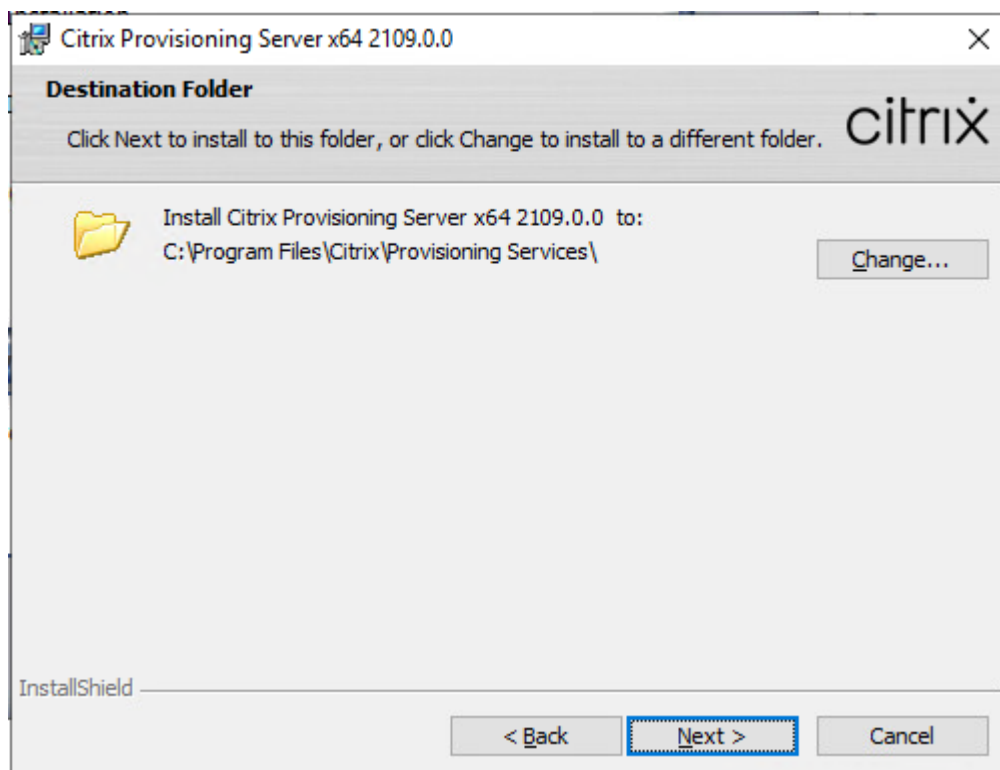 Citrix Provisioning Server x64 2109.0.0
Destination Folder
Click Next to install to this folder, or click Change to install to a different folder.
citrix
Install Citrix Provisioning Server x64 2109.0.0 to:
C:\Program Files\Citrix\Provisioning Services\
Change...
InstallShield
< Back
Next >
Cancel